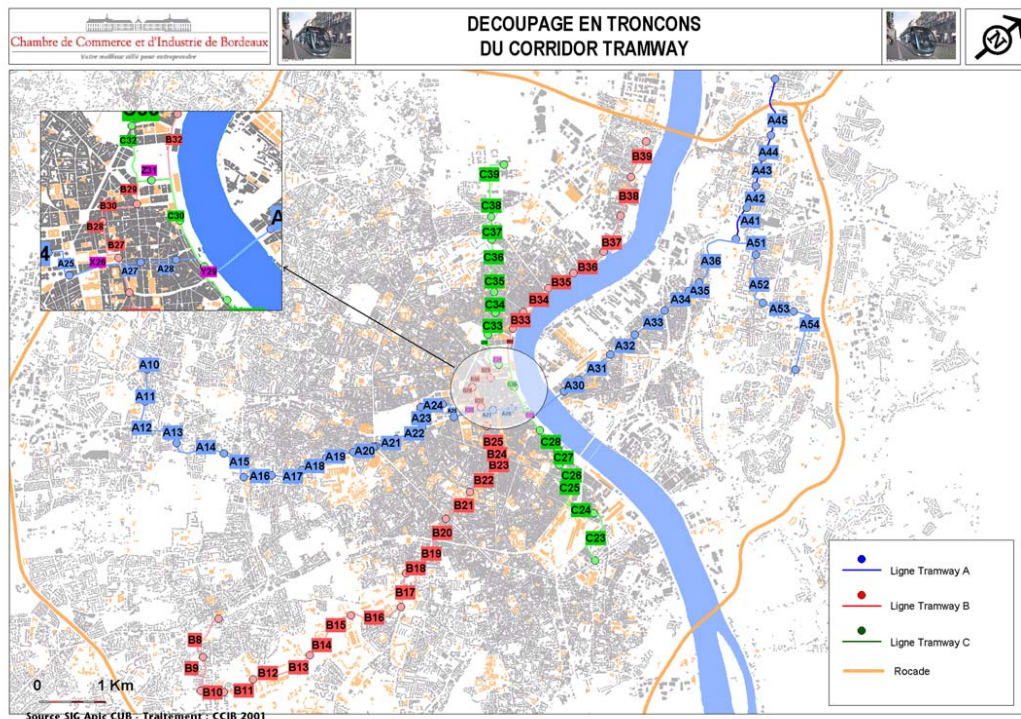 Chambre de Commerce et d'Industrie de Bordeaux
Votre meilleur allié pour entreprendre
DECOUPAGE EN TRONCONS
DU CORRIDOR TRAMWAY
N
C32
B32
Z31
B29
B30
C30
B28
B27
A25
X26
A27
A28
Y29
A45
A44
A43
A42
A41
A51
A36
A52
A53
A54
A35
A34
A33
A32
A31
A30
B39
B38
B37
B36
B35
B34
B33
C39
C38
C37
C36
C35
C34
C33
A10
A11
A12
A13
A14
A15
A16
A17
A18
A19
A20
A21
A22
A23
A24
B25
B24
B23
B22
B21
B20
B19
B18
B17
B16
B15
B14
B13
B12
B11
B10
B9
B8
C28
C27
C26
C25
C24
C23
Ligne Tramway A
Ligne Tramway B
Ligne Tramway C
Rocade
0 1 Km
Source SIG Apic CUB - Traitement : CCIB 2001